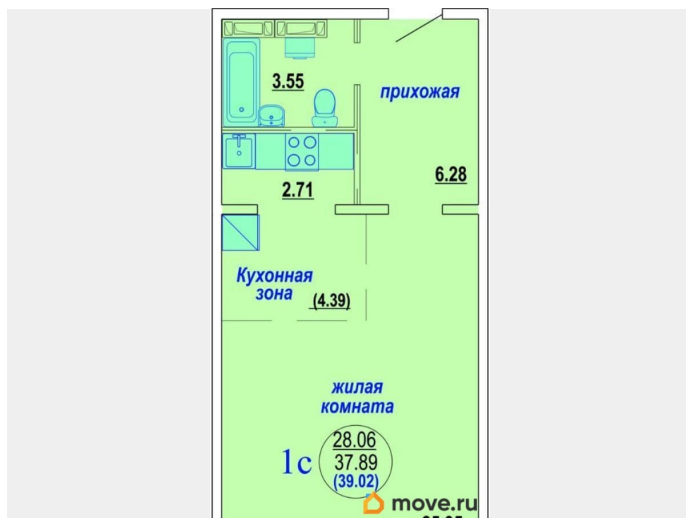 3.55
прихожая
6.28
2.71
Кухонная
зона
(4.39)
жилая
комната
28.06
1с
37.89
(39.02)
move.ru